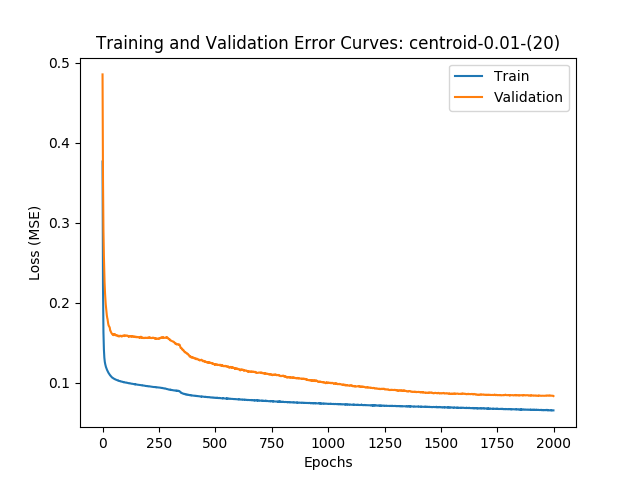 Training and Validation Error Curves: centroid-0.01-(20)
Train
Validation
0.5
0.4
0.3
0.2
0.1
Loss (MSE)
0 250 500 750 1000 1250 1500 1750 2000
Epochs